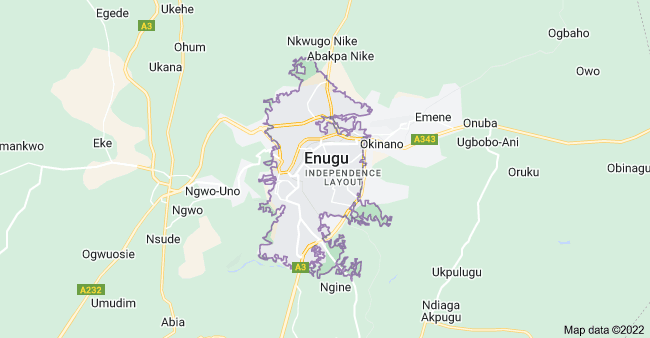 Egede
Ukehe
A3
Ohum
Ukana
Nkwugo Nike
Abakpa Nike
Ogbaho
Owo
Emene
Onuba
A343
Ugbobo-Ani
Okinano
Eke
Enugu
INDEPENDENCE
LAYOUT
Oruku
Obinagu
Ngwo-Uno
Ngwo
Nsude
Ogwuosie
A3
Ukpulugu
A232
Umudim
Ngine
Ndiaga
Akpugu
Abia
Map data ©2022